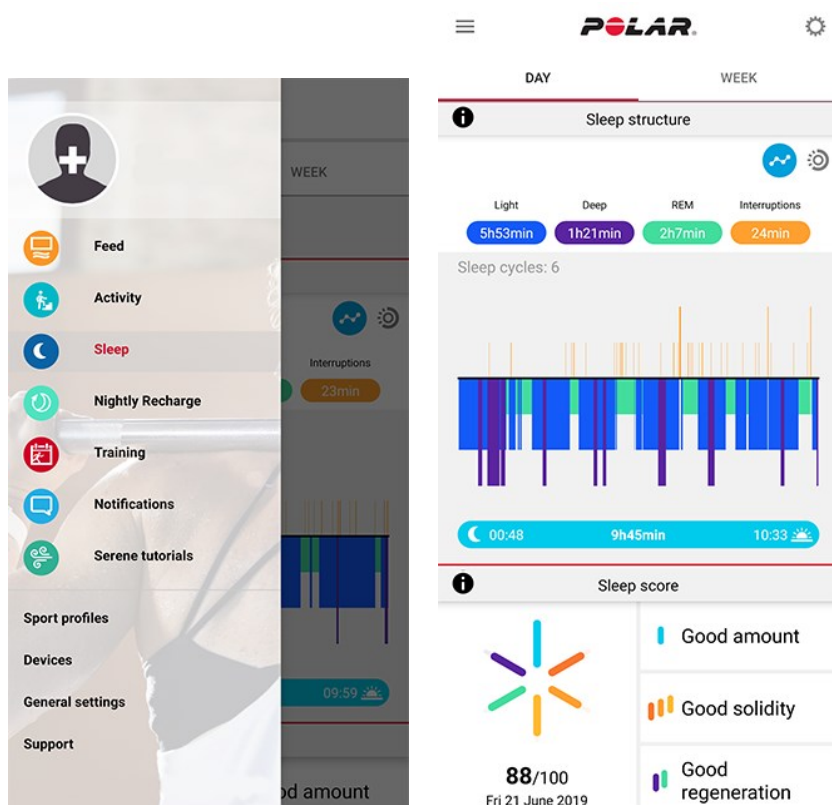 WEEK
Feed
Activity
Sleep
Interruptions
Nightly Recharge
23min
Training
Notifications
Serene tutorials
Sport profiles
Devices
General settings
09:59
Support
od amount
POLAR.
DAY WEEK
Sleep structure
Light Deep REM Interruptions
5h53min 1h21min 2h7min 24min
Sleep cycles: 6
00:48 9h45min 10:33
Sleep score
Good amount
Good solidity
Good
regeneration
88/100
Fri 21 June 2019